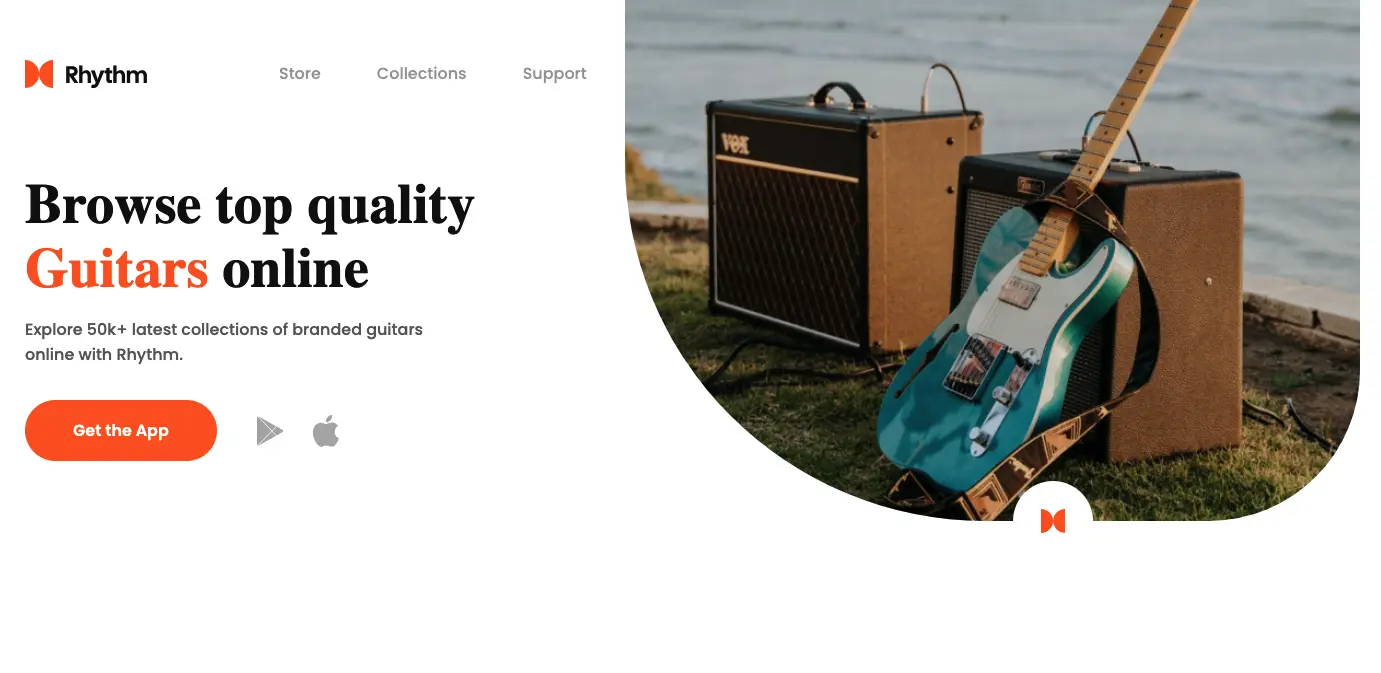 Rhythm
Store
Collections
Support
Browse top quality
Guitars online
Explore 50k+ latest collections of branded guitars
online with Rhythm.
Get the App
VOX